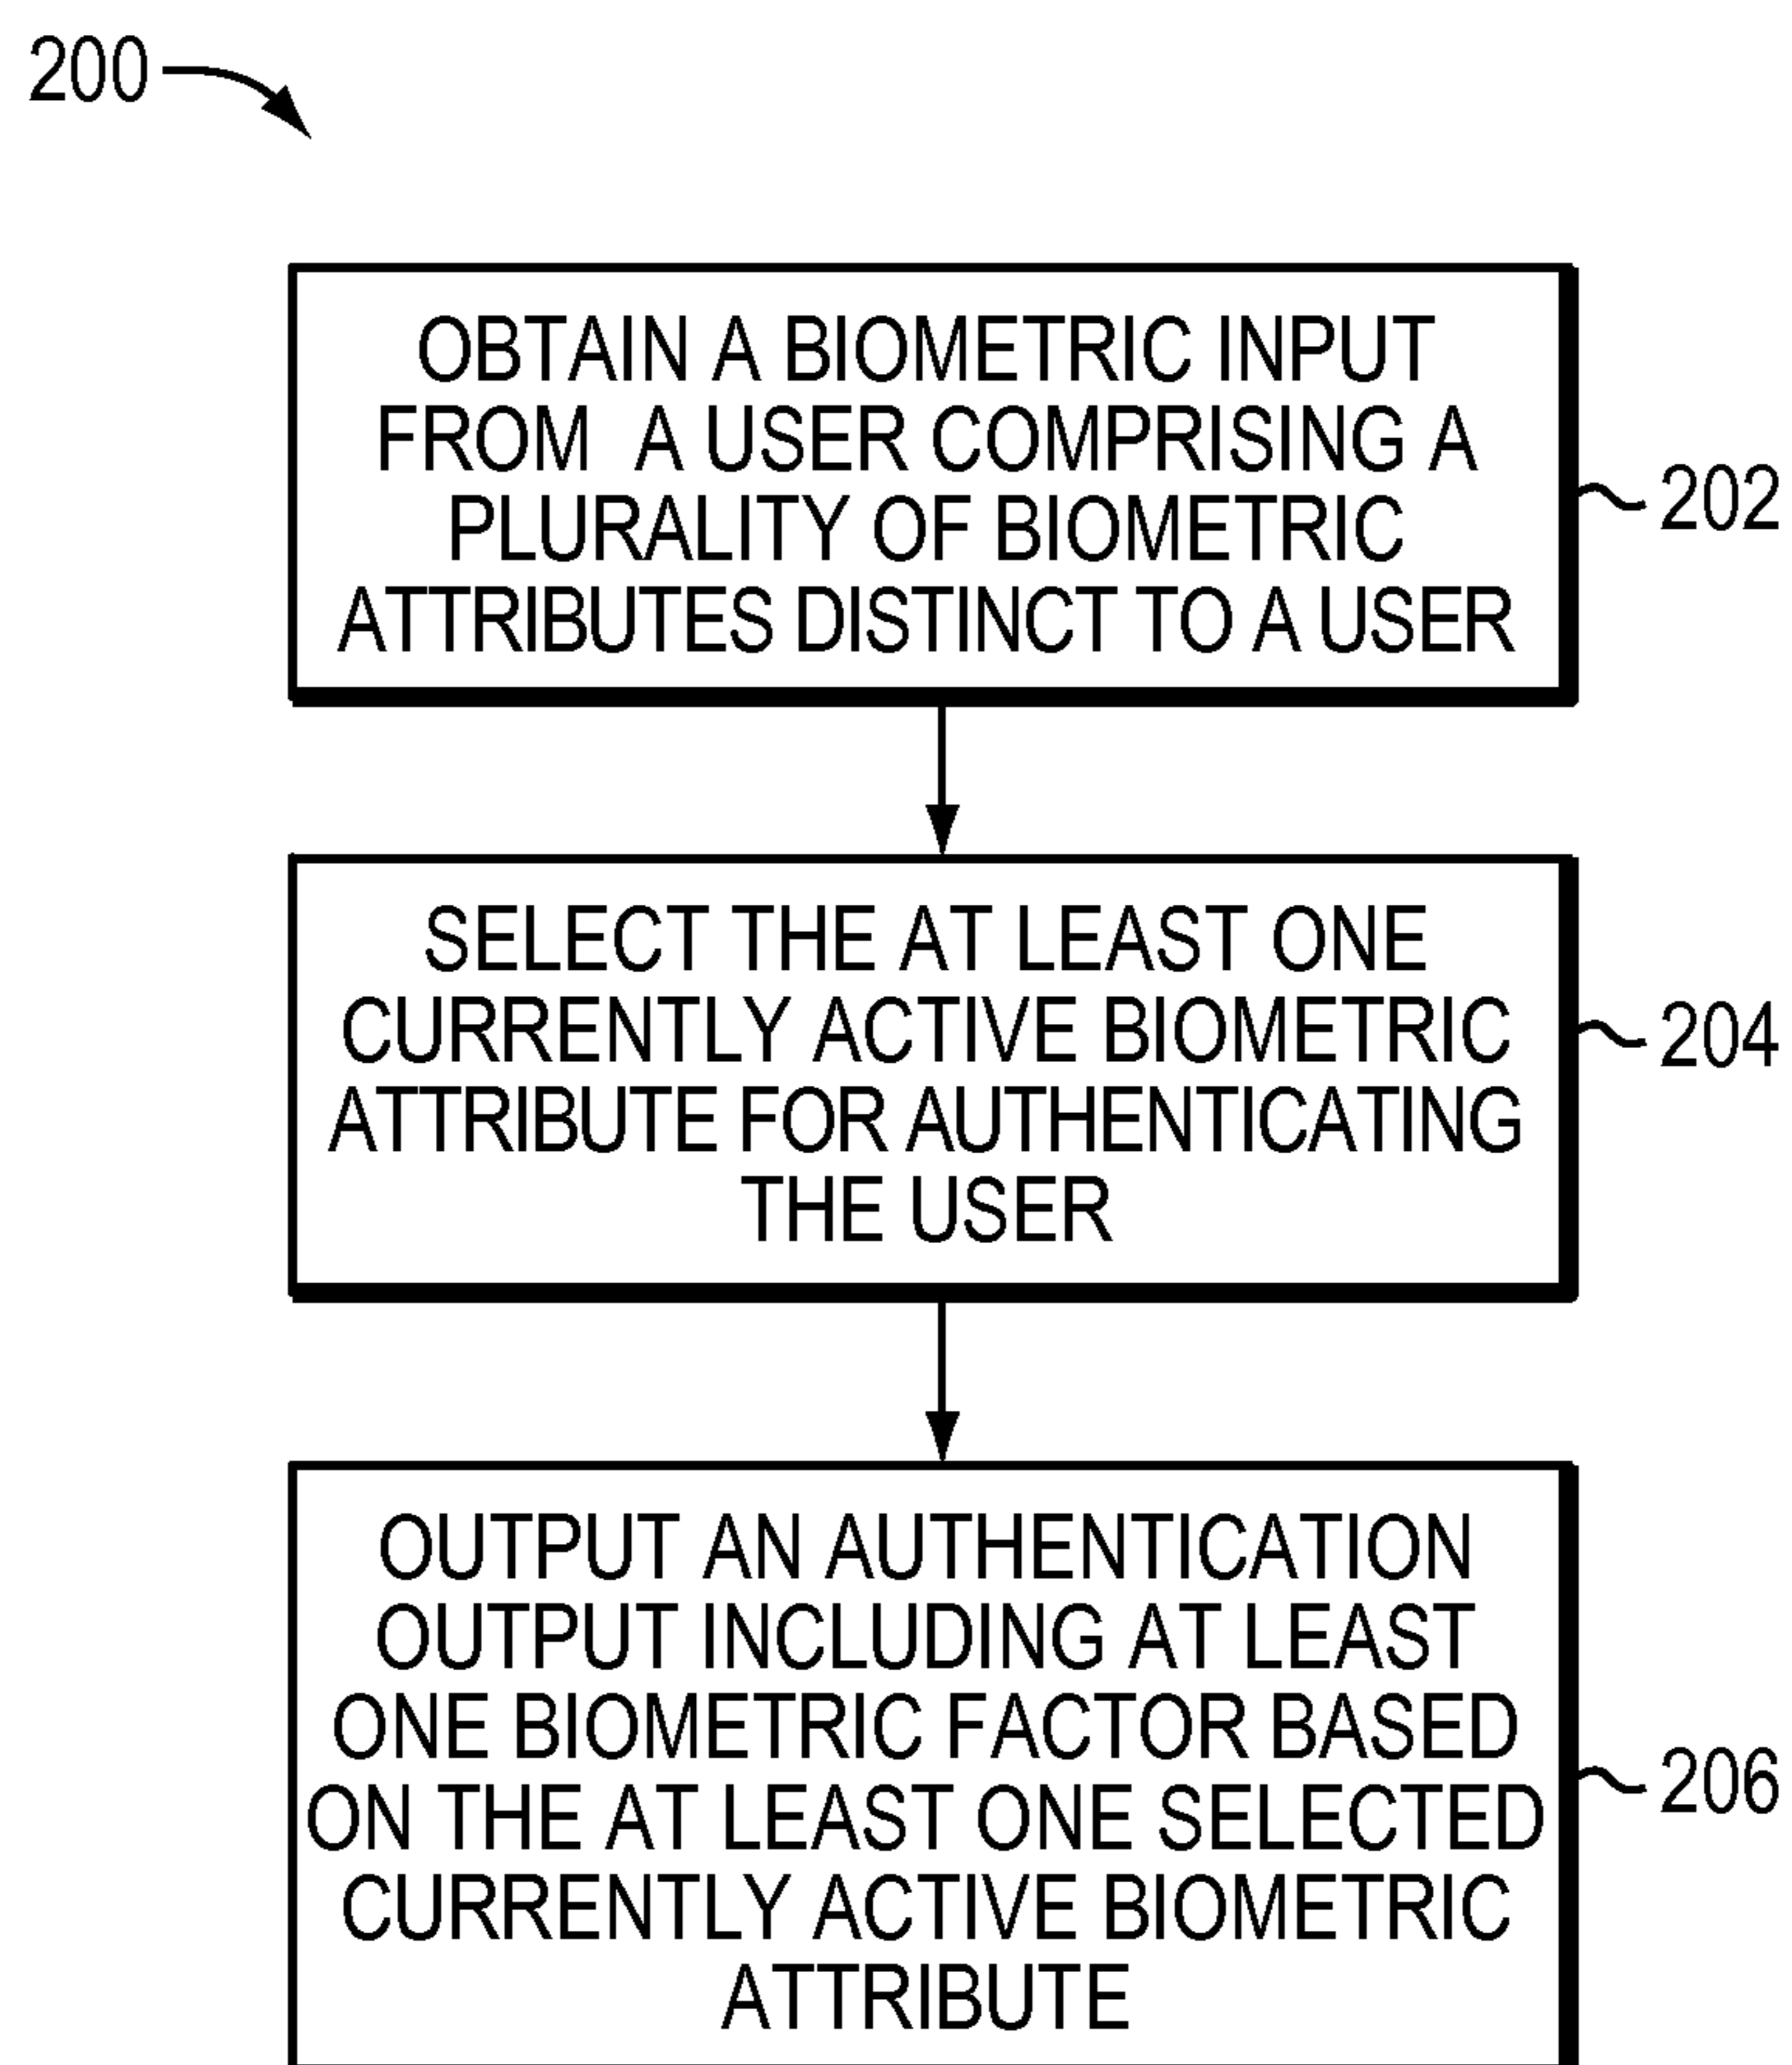 200
OBTAIN A BIOMETRIC INPUT
FROM A USER COMPRISING A
PLURALITY OF BIOMETRIC
ATTRIBUTES DISTINCT TO A USER
202
SELECT THE AT LEAST ONE
CURRENTLY ACTIVE BIOMETRIC
ATTRIBUTE FOR AUTHENTICATING
THE USER
204
OUTPUT AN AUTHENTICATION
OUTPUT INCLUDING AT LEAST
ONE BIOMETRIC FACTOR BASED
ON THE AT LEAST ONE SELECTED
CURRENTLY ACTIVE BIOMETRIC
ATTRIBUTE
206